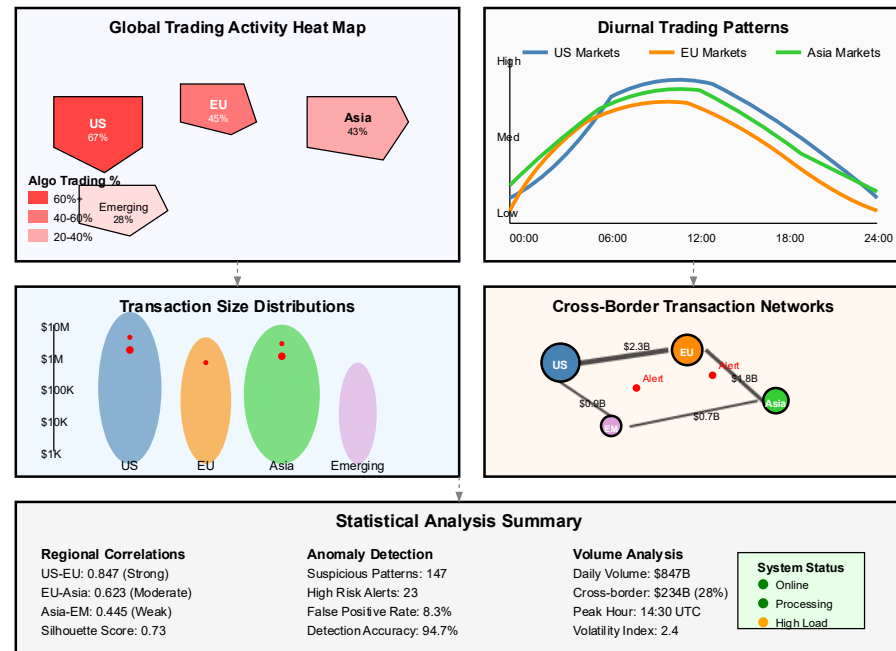 Global Trading Activity Heat Map
US
67%
EU
45%
Asia
43%
Algo Trading %
60%+
40-60%
20-40%
Emerging
28%
Diurnal Trading Patterns
US Markets
EU Markets
Asia Markets
High
Med
Low
00:00
06:00
12:00
18:00
24:00
Transaction Size Distributions
$10M
$1M
$100K
$10K
$1K
US
EU
Asia
Emerging
Cross-Border Transaction Networks
US
EU
Asia
EM
$2.3B
$1.8B
$0.9B
$0.7B
Alert
Alert
Statistical Analysis Summary
Regional Correlations
US-EU: 0.847 (Strong)
EU-Asia: 0.623 (Moderate)
Asia-EM: 0.445 (Weak)
Silhouette Score: 0.73
Anomaly Detection
Suspicious Patterns: 147
High Risk Alerts: 23
False Positive Rate: 8.3%
Detection Accuracy: 94.7%
Volume Analysis
Daily Volume: $847B
Cross-border: $234B (28%)
Peak Hour: 14:30 UTC
Volatility Index: 2.4
System Status
Online
Processing
High Load